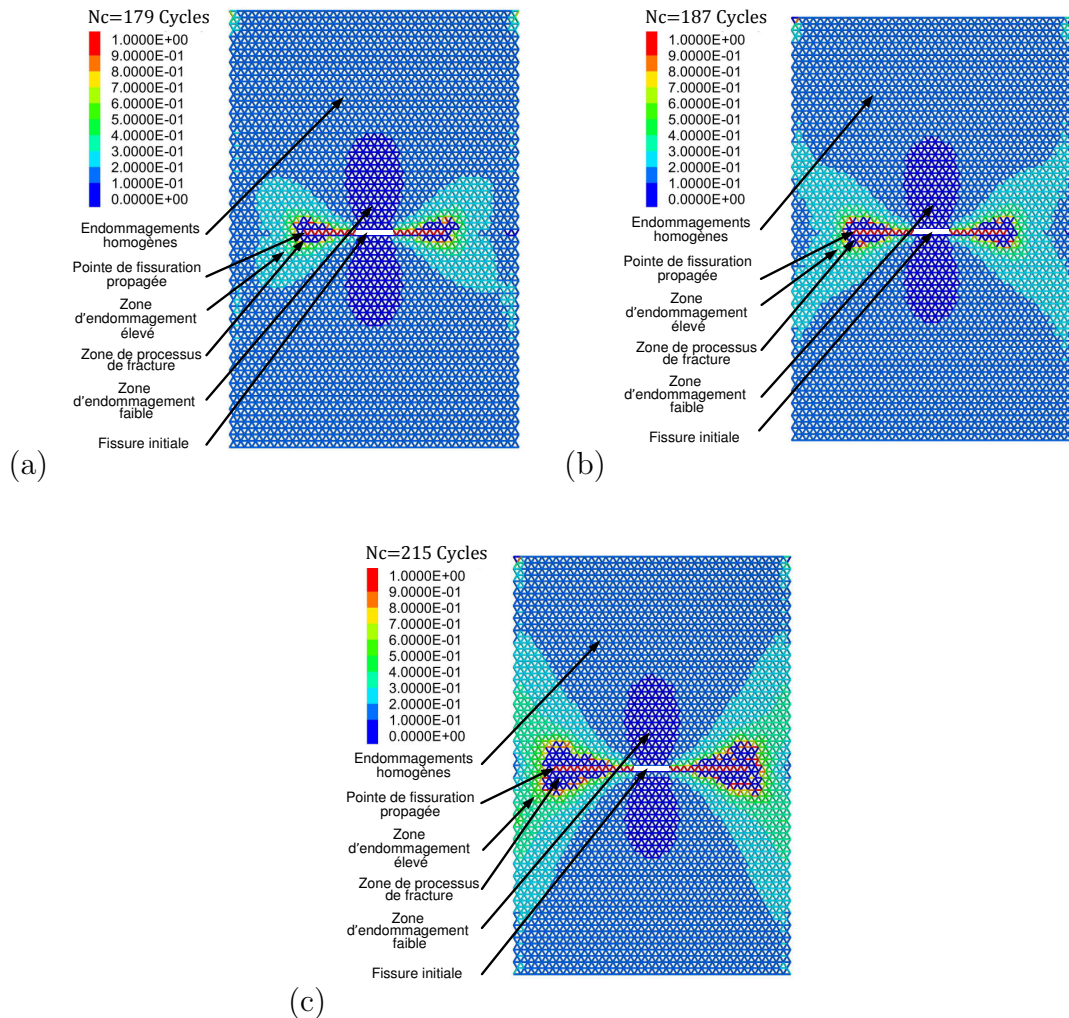 Nc=179 Cycles
1.0000E+00
9.0000E-01
8.0000E-01
7.0000E-01
6.0000E-01
5.0000E-01
4.0000E-01
3.0000E-01
2.0000E-01
1.0000E-01
0.0000E+00
Endommagements
homogènes
Pointe de fissuration
propagée
Zone
d'endommagement
élevé
Zone de processus
de fracture
Zone
d'endommagement
faible
Fissure initiale
(a)
Nc=187 Cycles
1.0000E+00
9.0000E-01
8.0000E-01
7.0000E-01
6.0000E-01
5.0000E-01
4.0000E-01
3.0000E-01
2.0000E-01
1.0000E-01
0.0000E+00
Endommagements
homogènes
Pointe de fissuration
propagée
Zone
d'endommagement
élevé
Zone de processus
de fracture
Zone
d'endommagement
faible
Fissure initiale
(b)
Nc=215 Cycles
1.0000E+00
9.0000E-01
8.0000E-01
7.0000E-01
6.0000E-01
5.0000E-01
4.0000E-01
3.0000E-01
2.0000E-01
1.0000E-01
0.0000E+00
Endommagements
homogènes
Pointe de fissuration
propagée
Zone
d'endommagement
élevé
Zone de processus
de fracture
Zone
d'endommagement
faible
Fissure initiale
(c)